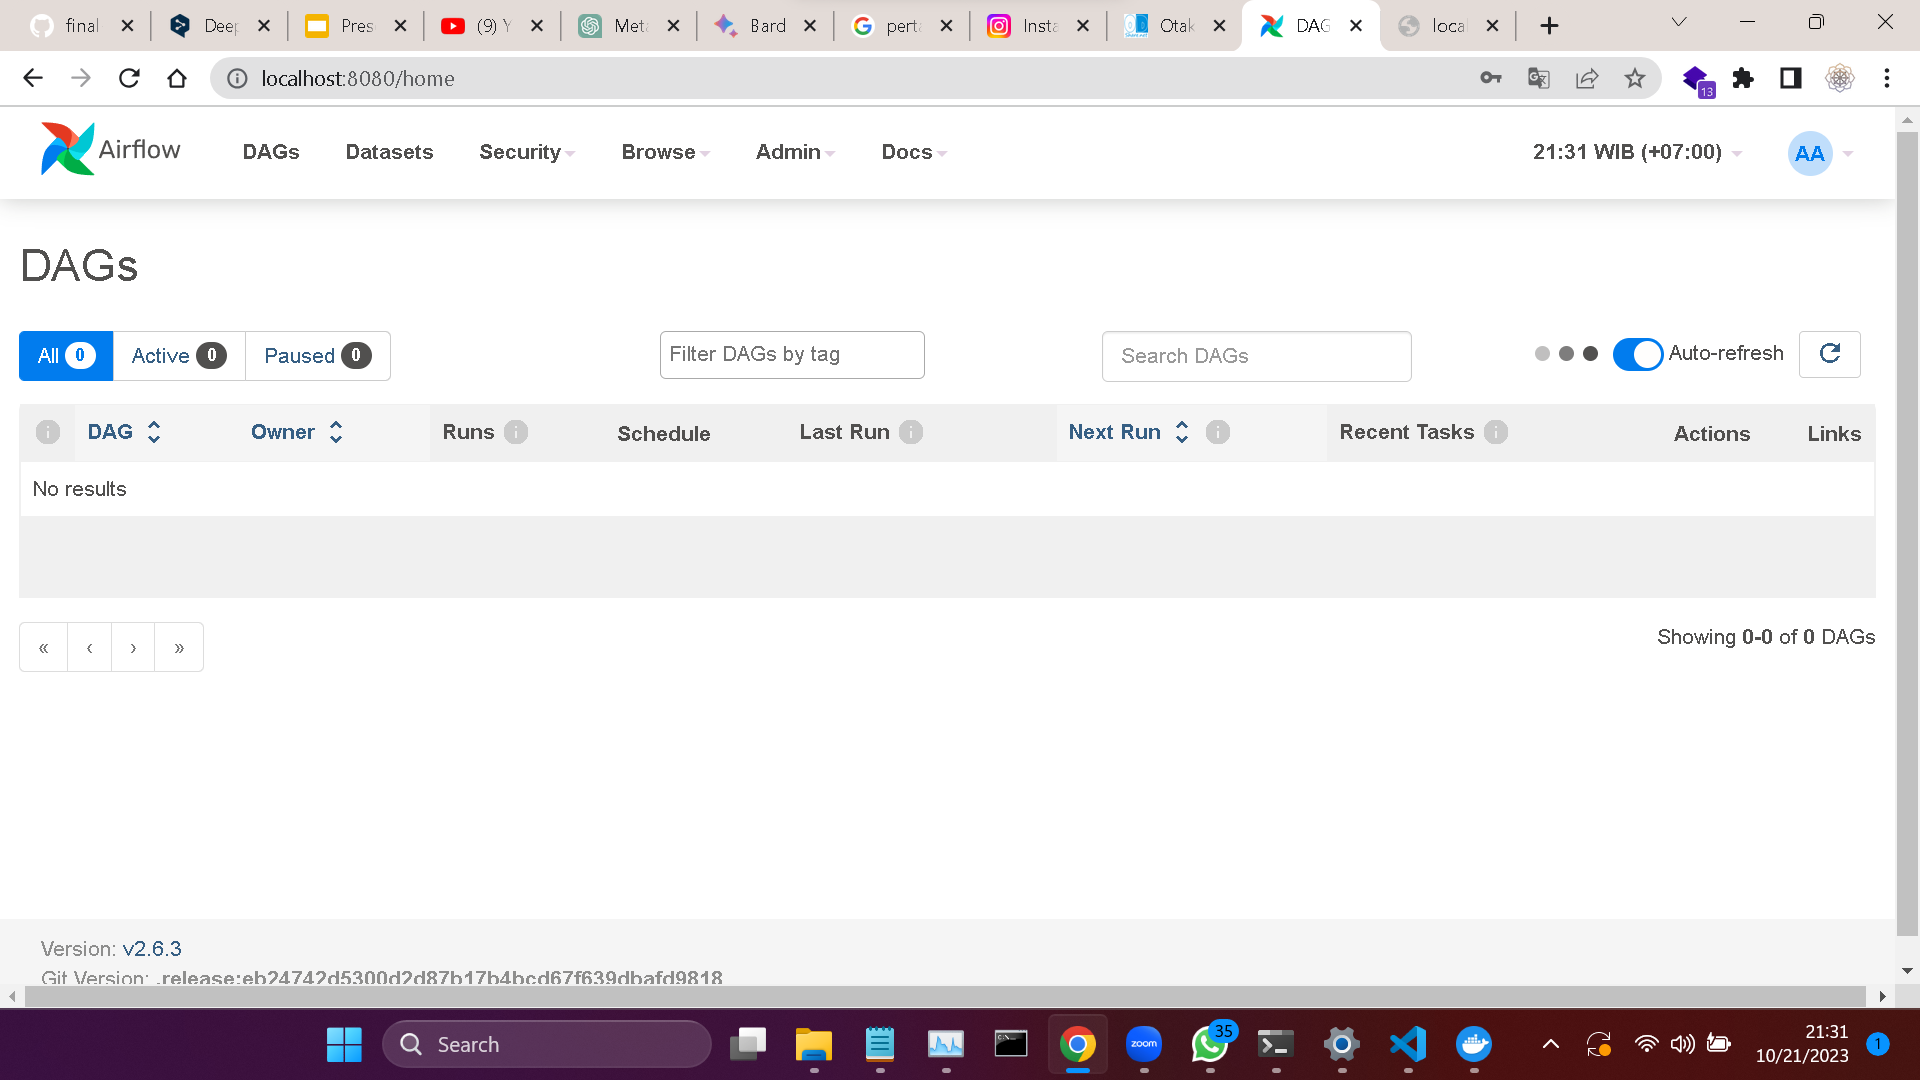 final
Deep
Pres
(9) Y
Meta
Bard
perta
Insta
Otak
DAG
local
localhost:8080/home
13
Airflow
DAGs
Datasets
Security
Browse
Admin
Docs
21:31 WIB (+07:00)
AA
DAGs
All 0
Active 0
Paused 0
Filter DAGs by tag
Search DAGs
Auto-refresh
DAG
Owner
Runs
Schedule
Last Run
Next Run
Recent Tasks
Actions
Links
No results
« ‹ › »
Showing 0-0 of 0 DAGs
Version: v2.6.3
Git Version: .release:eb24742d5300d2d87b17b4bcd67f639dbafd9818
Search
zoom
35
21:31
10/21/2023
1